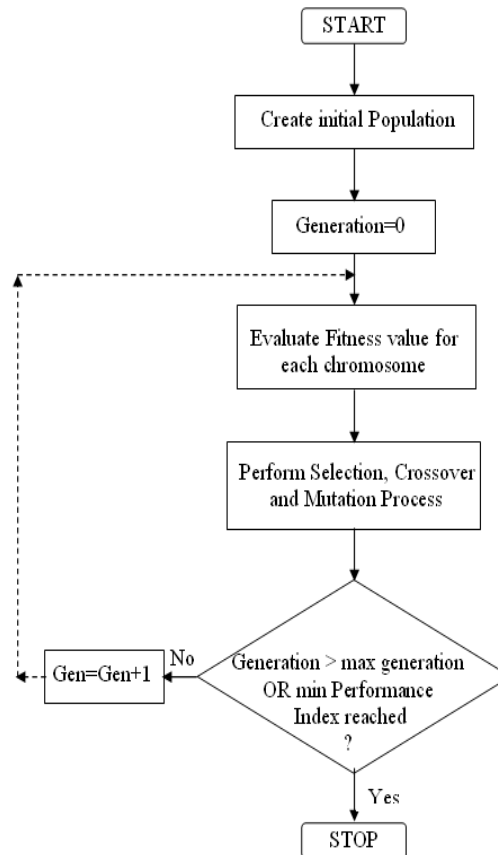 START
Create initial Population
Generation=0
Evaluate Fitness value for
each chromosome
Perform Selection, Crossover
and Mutation Process
Generation > max generation
OR min Performance
Index reached
?
No
Gen=Gen+1
Yes
STOP